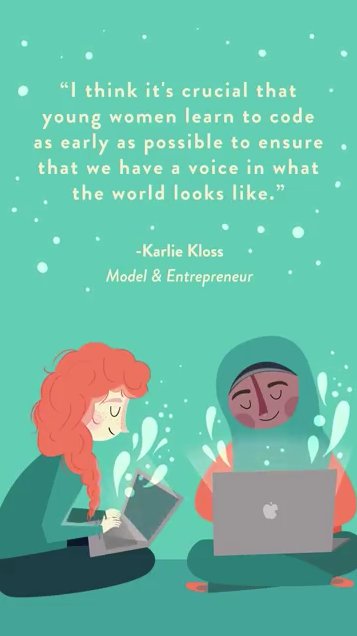 “I think it's crucial that
young women learn to code
as early as possible to ensure
that we have a voice in what
the world looks like.”
-Karlie Kloss
Model & Entrepreneur